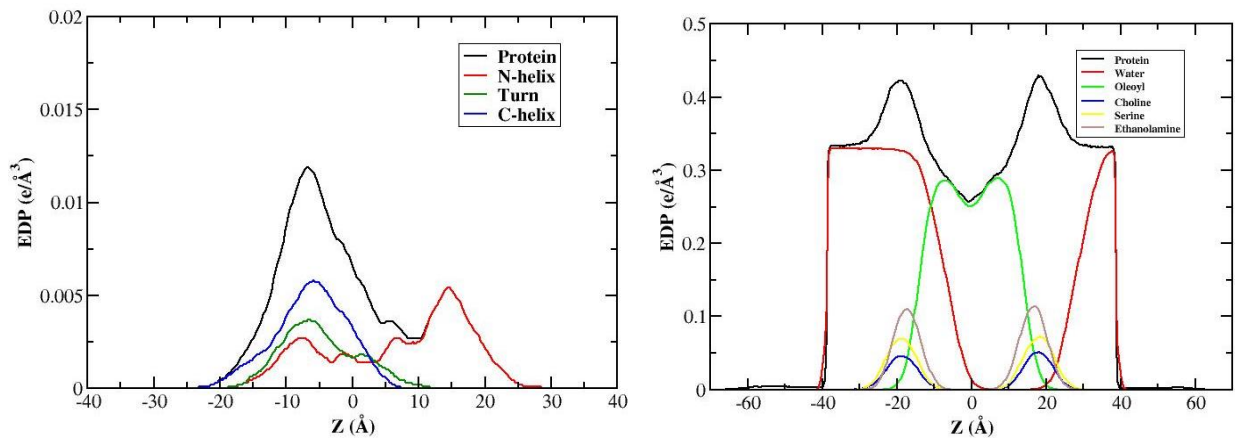 0.02
0.015
0.01
0.005
0
EDP (e/Å³)
-40 -30 -20 -10 0 10 20 30 40
Z (Å)
Protein
N-helix
Turn
C-helix
0.5
0.4
0.3
0.2
0.1
0
EDP (e/Å³)
-60 -40 -20 0 20 40 60
Z (Å)
Protein
Water
Oleoyl
Choline
Serine
Ethanolamine